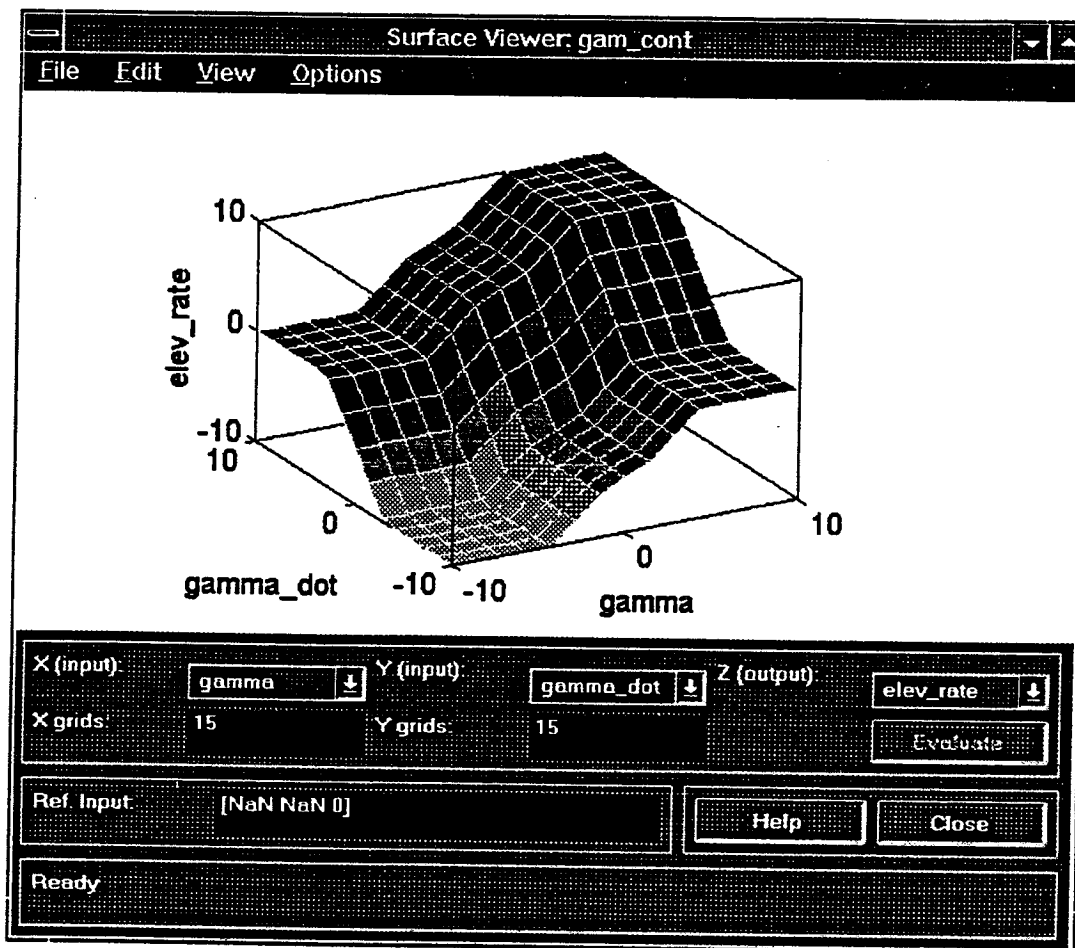 Surface Viewer: gam_cont
File Edit View Options
10
0
-10
elev_rate
10
0
-10
gamma_dot
-10
0
10
gamma
X (input): gamma Y (input): gamma_dot Z (output): elev_rate
X grids: 15 Y grids: 15 Evaluate
Ref. Input: [NaN NaN 0] Help Close
Ready